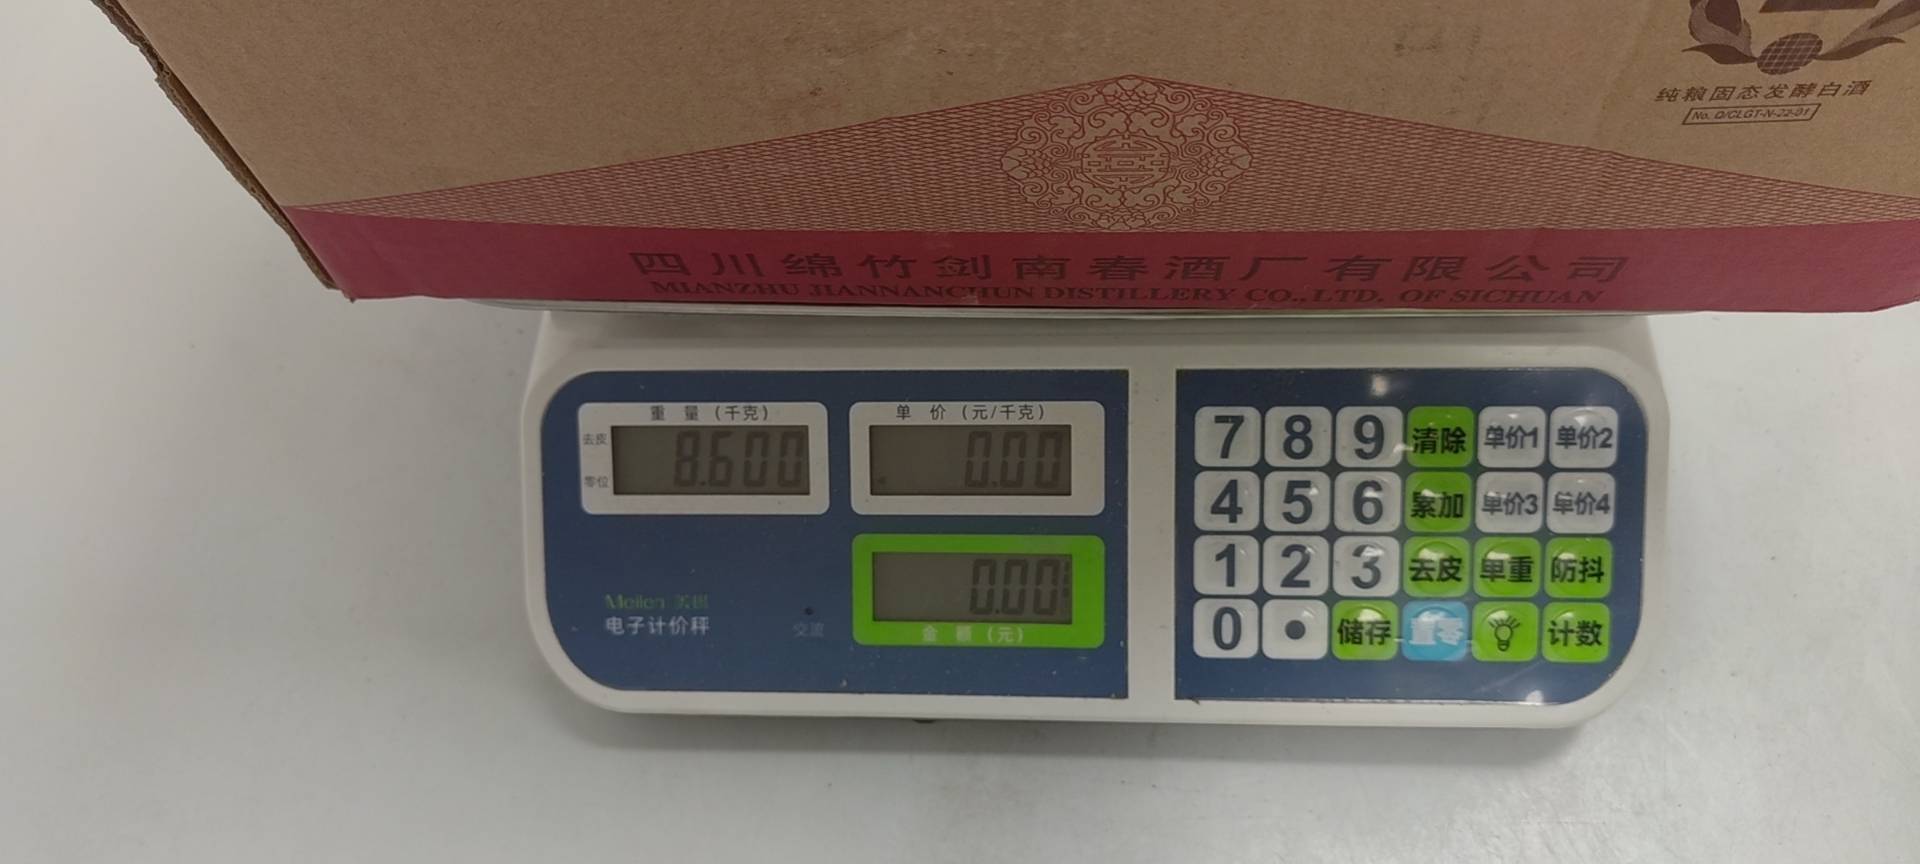 纯粮固态发酵白酒
No. Q/CLGT-N-22-01
四川绵竹剑南春酒厂有限公司
MIANZHU JIANNANCHUN DISTILLERY CO.,LTD. OF SICHUAN
重 量 (千克)
单 价 (元/千克)
去皮
8.600
0.00
零位
0.00
金 额 (元)
Meilen
电子计价秤
交流
7 8 9 清除 单价1 单价2
4 5 6 累加 单价3 单价4
1 2 3 去皮 单重 防抖
0 • 储存 置零 计数